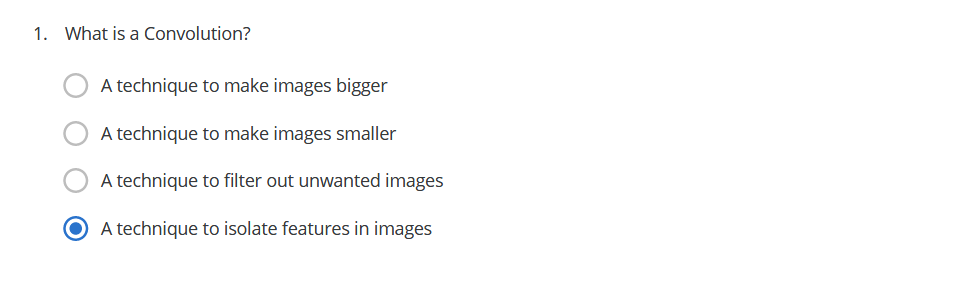 1. What is a Convolution?
A technique to make images bigger
A technique to make images smaller
A technique to filter out unwanted images
A technique to isolate features in images